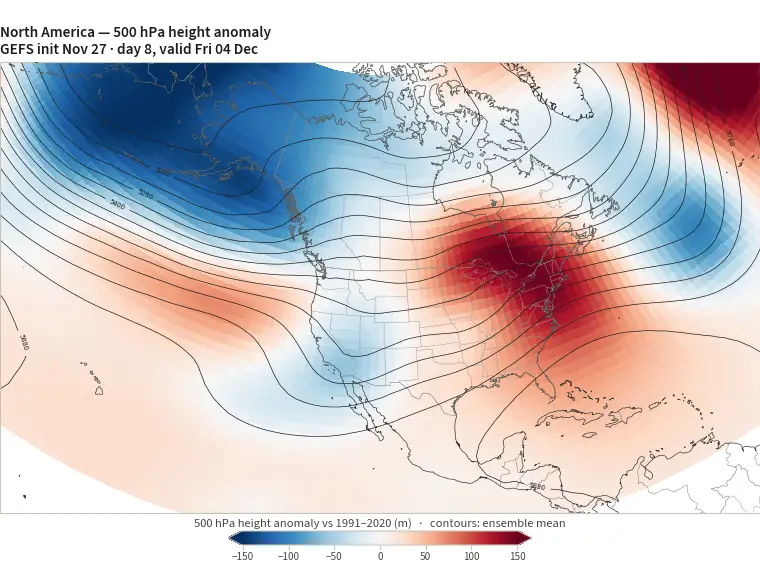 North America — 500 hPa height anomaly
GEFS init Nov 27 · day 8, valid Fri 04 Dec
5280
5400
5880
5880
500 hPa height anomaly vs 1991–2020 (m) · contours: ensemble mean
−150 −100 −50 0 50 100 150